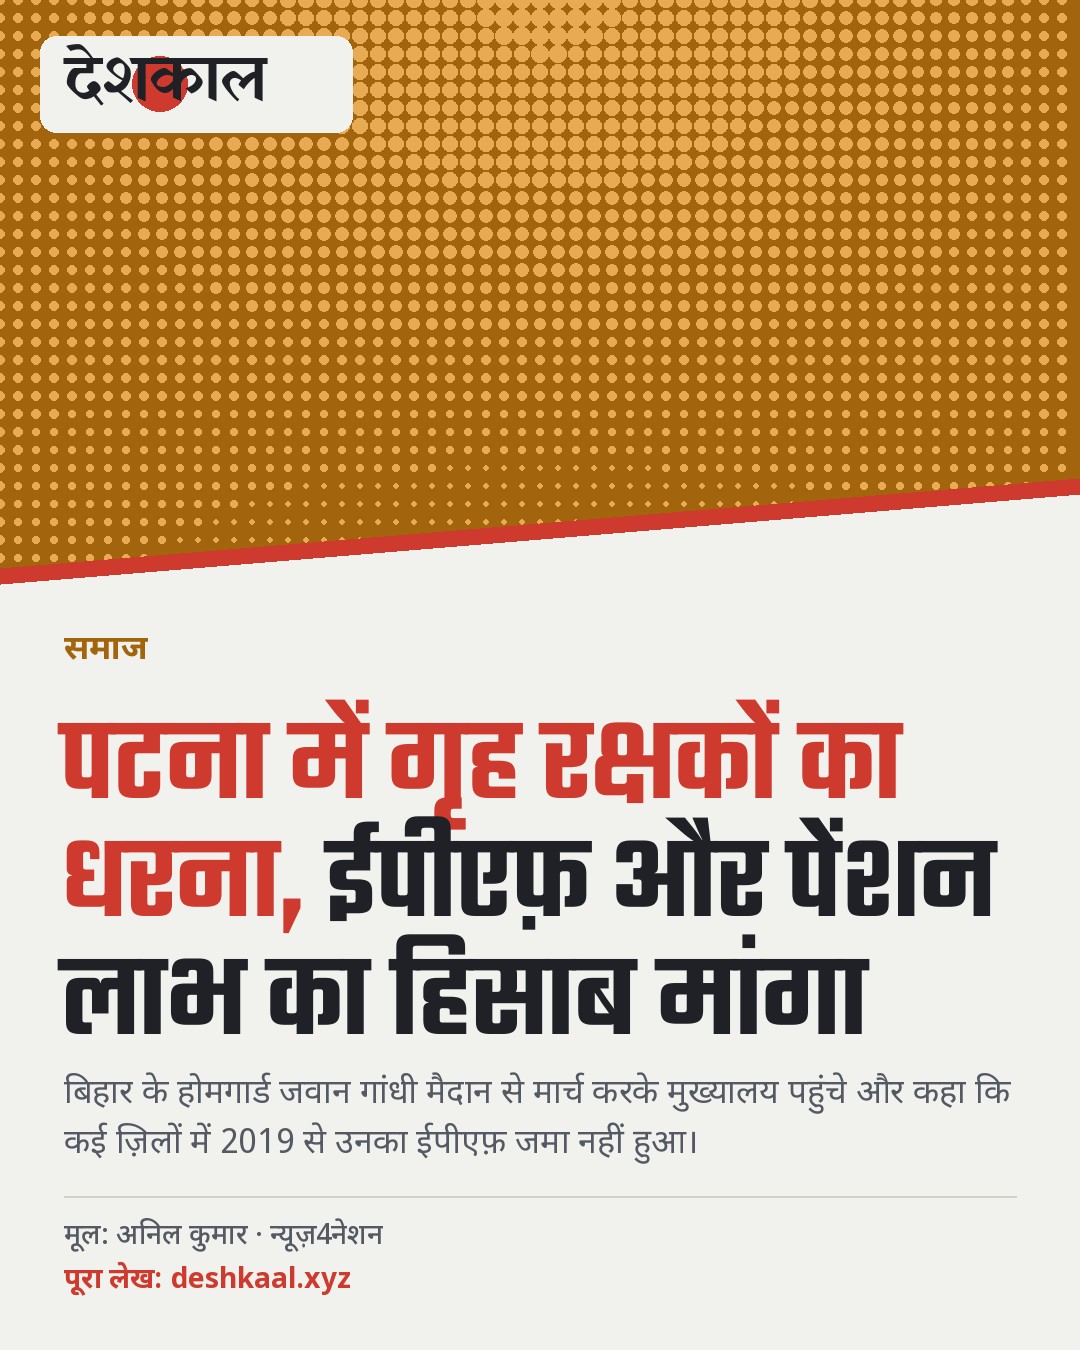 देशकाल
समाज
पटना में गृह रक्षकों का
धरना, ईपीएफ़ और पेंशन
लाभ का हिसाब मांगा
बिहार के होमगार्ड जवान गांधी मैदान से मार्च करके मुख्यालय पहुंचे और कहा कि
कई ज़िलों में 2019 से उनका ईपीएफ़ जमा नहीं हुआ।
मूल: अनिल कुमार · न्यूज़4नेशन
पूरा लेख: deshkaal.xyz